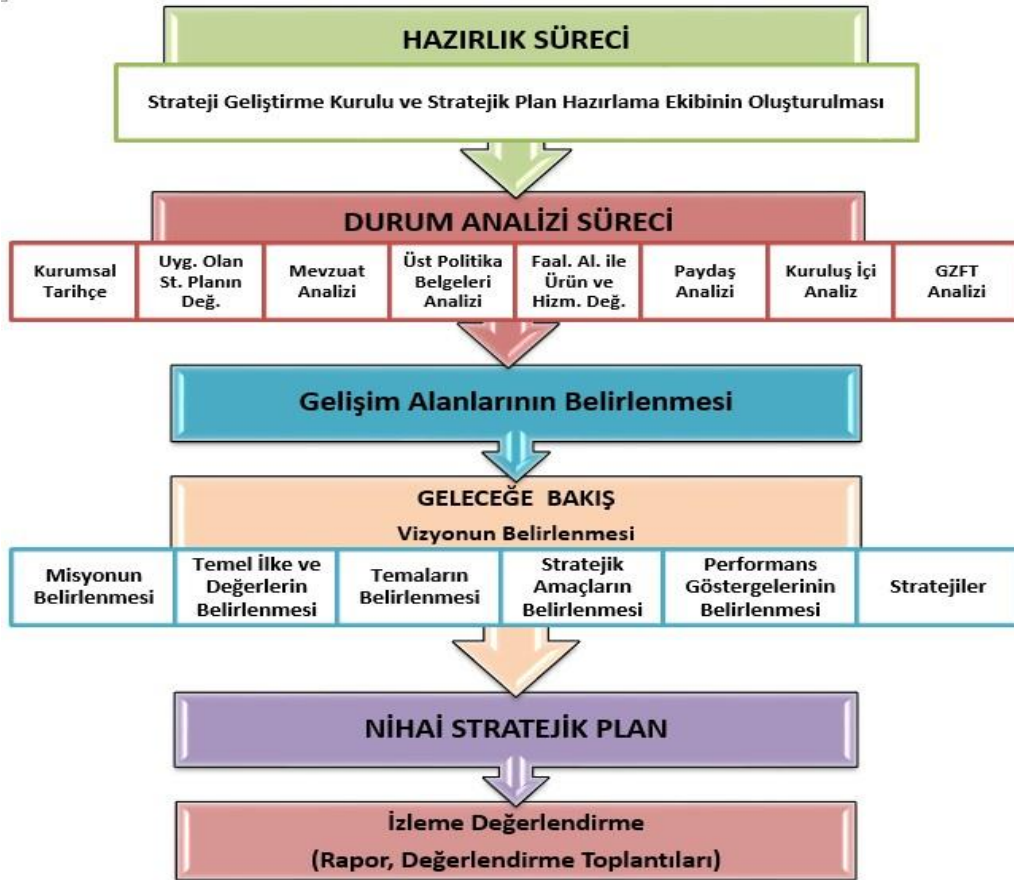 HAZIRLIK SÜRECİ
Strateji Geliştirme Kurulu ve Stratejik Plan Hazırlama Ekibinin Oluşturulması
DURUM ANALİZİ SÜRECİ
Kurumsal
Tarihçe
Uyg. Olan
St. Planın
Değ.
Mevzuat
Analizi
Üst Politika
Belgeleri
Analizi
Faal. Al. ile
Ürün ve
Hizm. Değ.
Paydaş
Analizi
Kuruluş İçi
Analiz
GZFT
Analizi
Gelişim Alanlarının Belirlenmesi
GELECEĞE BAKIŞ
Vizyonun Belirlenmesi
Misyonun
Belirlenmesi
Temel İlke ve
Değerlerin
Belirlenmesi
Temaların
Belirlenmesi
Stratejik
Amaçların
Belirlenmesi
Performans
Göstergelerinin
Belirlenmesi
Stratejiler
NİHAİ STRATEJİK PLAN
İzleme Değerlendirme
(Rapor, Değerlendirme Toplantıları)